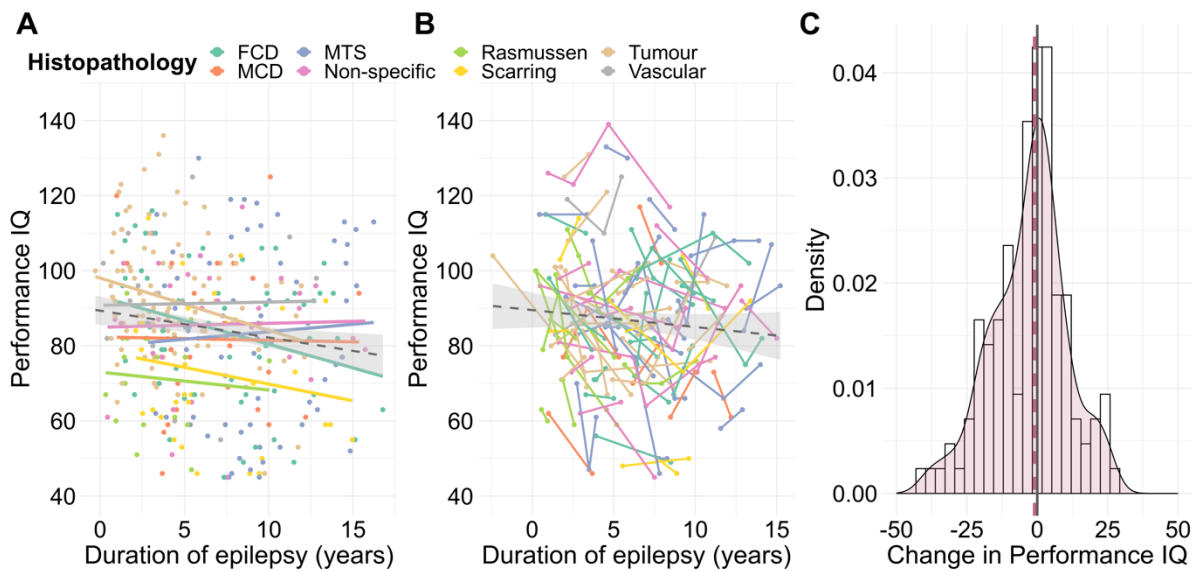 A
B
C
Histopathology
FCD MTS Rasmussen Tumour
MCD Non-specific Scarring Vascular
Performance IQ
140
120
100
80
60
40
0 5 10 15
Duration of epilepsy (years)
Performance IQ
140
120
100
80
60
40
0 5 10 15
Duration of epilepsy (years)
Density
0.04
0.03
0.02
0.01
0.00
-50 -25 0 25 50
Change in Performance IQ